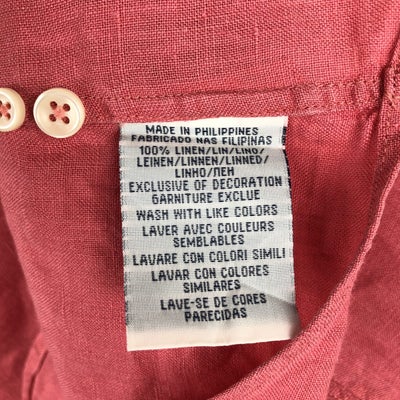 MADE IN PHILIPPINES
FABRICADO NAS FILIPINAS
100% LINEN/LIN/LINO/
LEINEN/LINNEN/LINNED/
LINHO/ЛЕН
EXCLUSIVE OF DECORATION
GARNITURE EXCLUE
WASH WITH LIKE COLORS
LAVER AVEC COULEURS
SEMBLABLES
LAVARE CON COLORI SIMILI
LAVAR CON COLORES
SIMILARES
LAVE-SE DE CORES
PARECIDAS